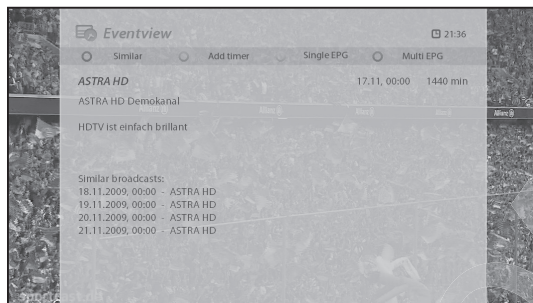 Eventview
21:36
Similar Add timer Single EPG Multi EPG
ASTRA HD 17.11, 00:00 1440 min
ASTRA HD Demokanal
Allianz
HDTV ist einfach brillant
Similar broadcasts:
18.11.2009, 00:00 - ASTRA HD
19.11.2009, 00:00 - ASTRA HD
20.11.2009, 00:00 - ASTRA HD
21.11.2009, 00:00 - ASTRA HD